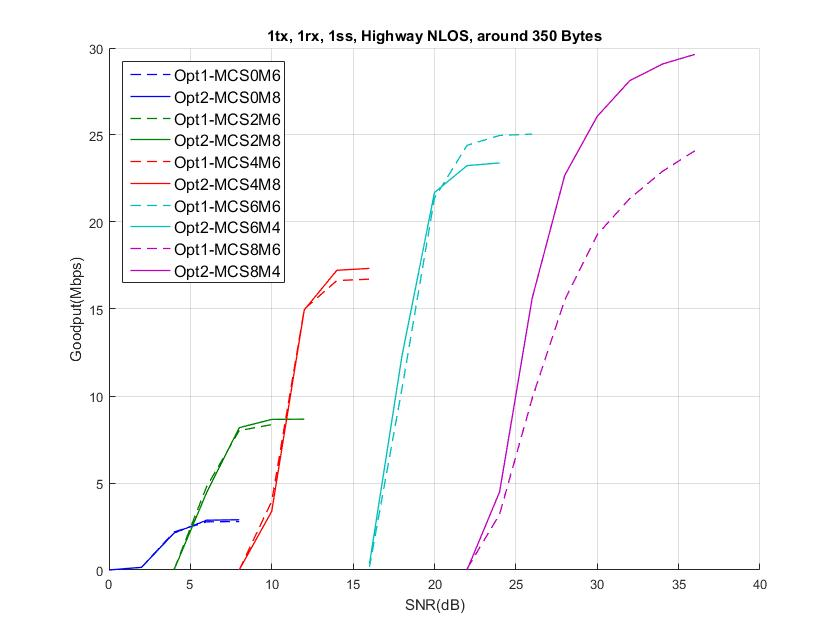 1tx, 1rx, 1ss, Highway NLOS, around 350 Bytes
Opt1-MCS0M6
Opt2-MCS0M8
Opt1-MCS2M6
Opt2-MCS2M8
Opt1-MCS4M6
Opt2-MCS4M8
Opt1-MCS6M6
Opt2-MCS6M4
Opt1-MCS8M6
Opt2-MCS8M4
Goodput(Mbps)
30
25
20
15
10
5
0
0 5 10 15 20 25 30 35 40
SNR(dB)